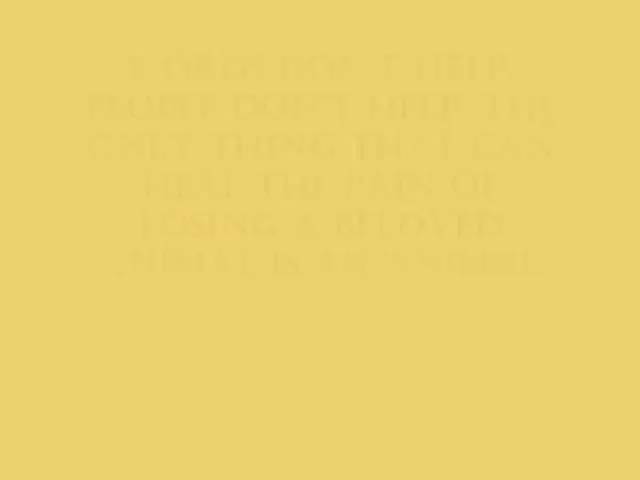 WORDS DON'T HELP.
PEOPLE DON'T HELP. THE
ONLY THING THAT CAN
HEAL THE PAIN OF
LOSING A BELOVED
ANIMAL IS AN ANIMAL.